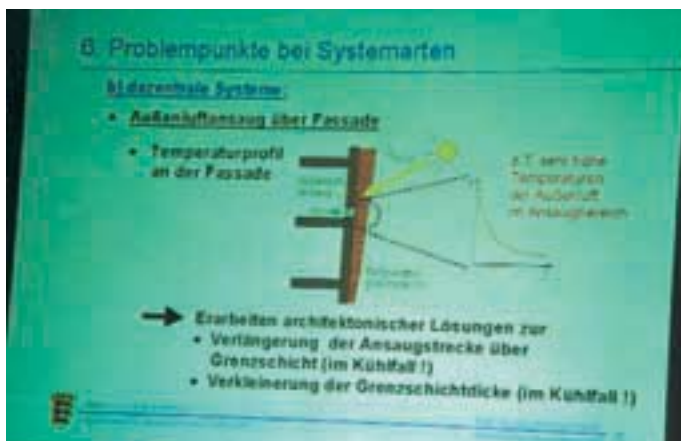 6. Problempunkte bei Systemarten
b) dezentrale Systeme:
• Außenluftansaug über Fassade
• Temperaturprofil
an der Fassade
z.T. sehr hohe
Temperaturen
der Außenluft
im Ansaugbereich
Erarbeiten architektonischer Lösungen zur
• Verlängerung der Ansaugstrecke über
Grenzschicht (im Kühlfall !)
• Verkleinerung der Grenzschichtdicke (im Kühlfall !)